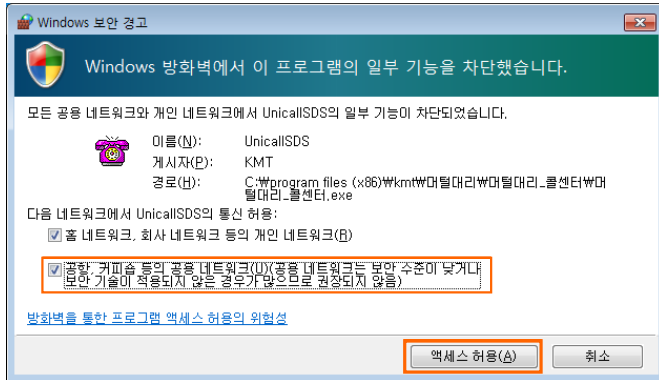 Windows 보안 경고
Windows 방화벽에서 이 프로그램의 일부 기능을 차단했습니다.
모든 공용 네트워크와 개인 네트워크에서 UnicallSDS의 일부 기능이 차단되었습니다.
이름(N): UnicallSDS
게시자(P): KMT
경로(H): C:₩program files (x86)₩kmt₩머털대리₩머털대리_콜센터₩머
털대리_콜센터.exe
다음 네트워크에서 UnicallSDS의 통신 허용:
홈 네트워크, 회사 네트워크 등의 개인 네트워크(R)
공항, 커피숍 등의 공용 네트워크(U)(공용 네트워크는 보안 수준이 낮거나
보안 기술이 적용되지 않은 경우가 많으므로 권장되지 않음)
방화벽을 통한 프로그램 액세스 허용의 위험성
액세스 허용(A) 취소